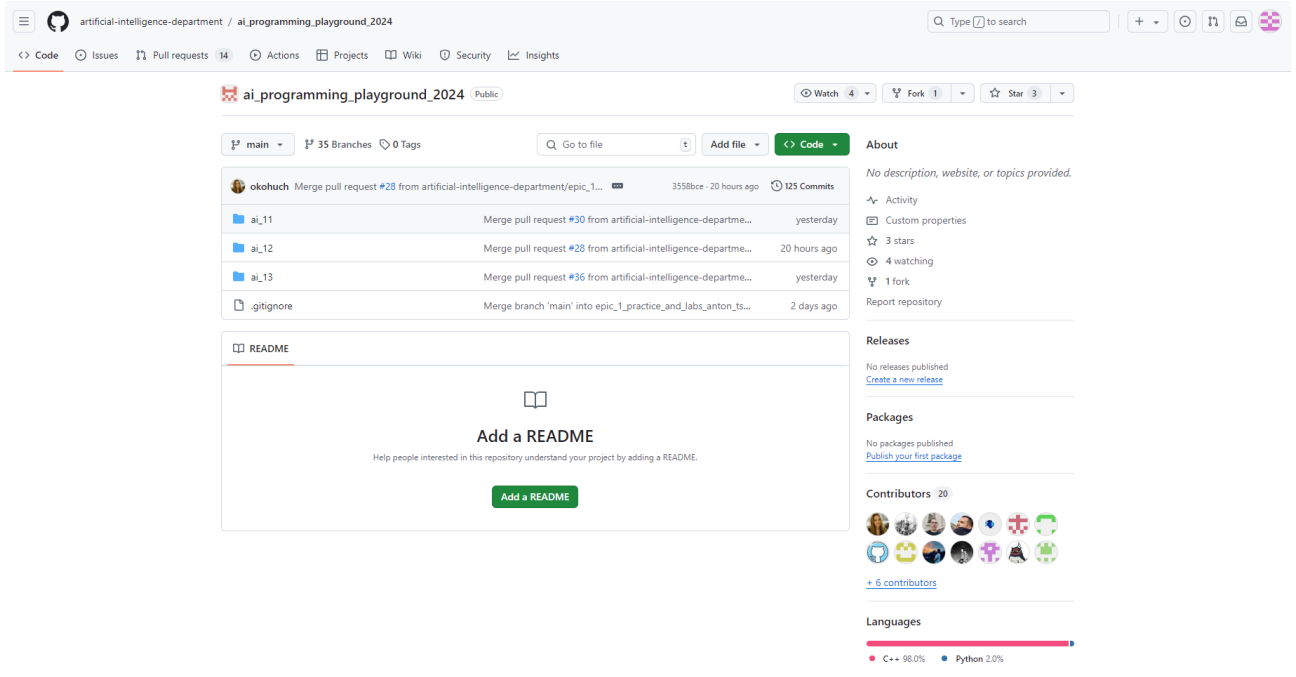 artificial-intelligence-department / ai_programming_playground_2024
Type / to search
Code Issues Pull requests 14 Actions Projects Wiki Security Insights
ai_programming_playground_2024 Public
Watch 4 Fork 1 Star 3
main 35 Branches 0 Tags Go to file t Add file Code
okohuch Merge pull request #28 from artificial-intelligence-department/epic_1... 3558bce · 20 hours ago 125 Commits
ai_11 Merge pull request #30 from artificial-intelligence-departme... yesterday
ai_12 Merge pull request #28 from artificial-intelligence-departme... 20 hours ago
ai_13 Merge pull request #36 from artificial-intelligence-departme... yesterday
.gitignore Merge branch 'main' into epic_1_practice_and_labs_anton_ts... 2 days ago
README
Add a README
Help people interested in this repository understand your project by adding a README.
Add a README
About
No description, website, or topics provided.
Activity
Custom properties
3 stars
4 watching
1 fork
Report repository
Releases
No releases published
Create a new release
Packages
No packages published
Publish your first package
Contributors 20
+ 6 contributors
Languages
C++ 98.0% Python 2.0%